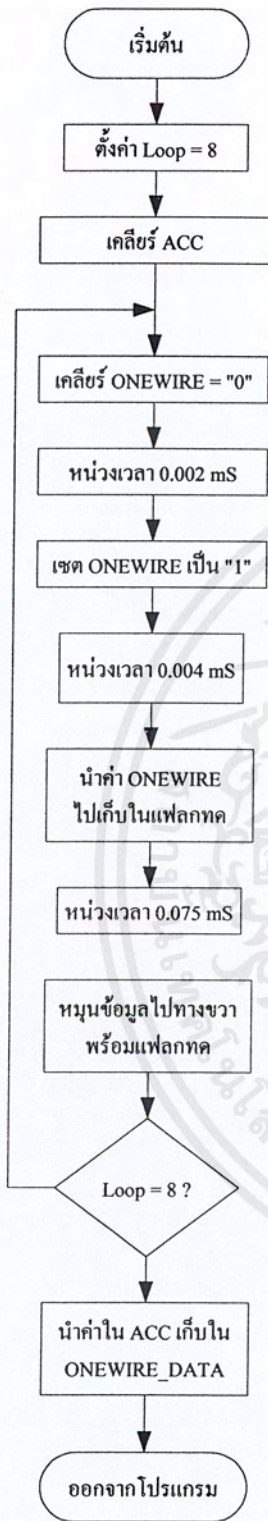 เริ่มต้น
ตั้งค่า Loop = 8
เคลียร์ ACC
เคลียร์ ONEWIRE = "0"
หน่วงเวลา 0.002 mS
เซต ONEWIRE เป็น "1"
หน่วงเวลา 0.004 mS
นำค่า ONEWIRE
ไปเก็บในแฟลกทด
หน่วงเวลา 0.075 mS
หมุนข้อมูลไปทางขวา
พร้อมแฟลกทด
Loop = 8 ?
นำค่าใน ACC เก็บใน
ONEWIRE_DATA
ออกจากโปรแกรม